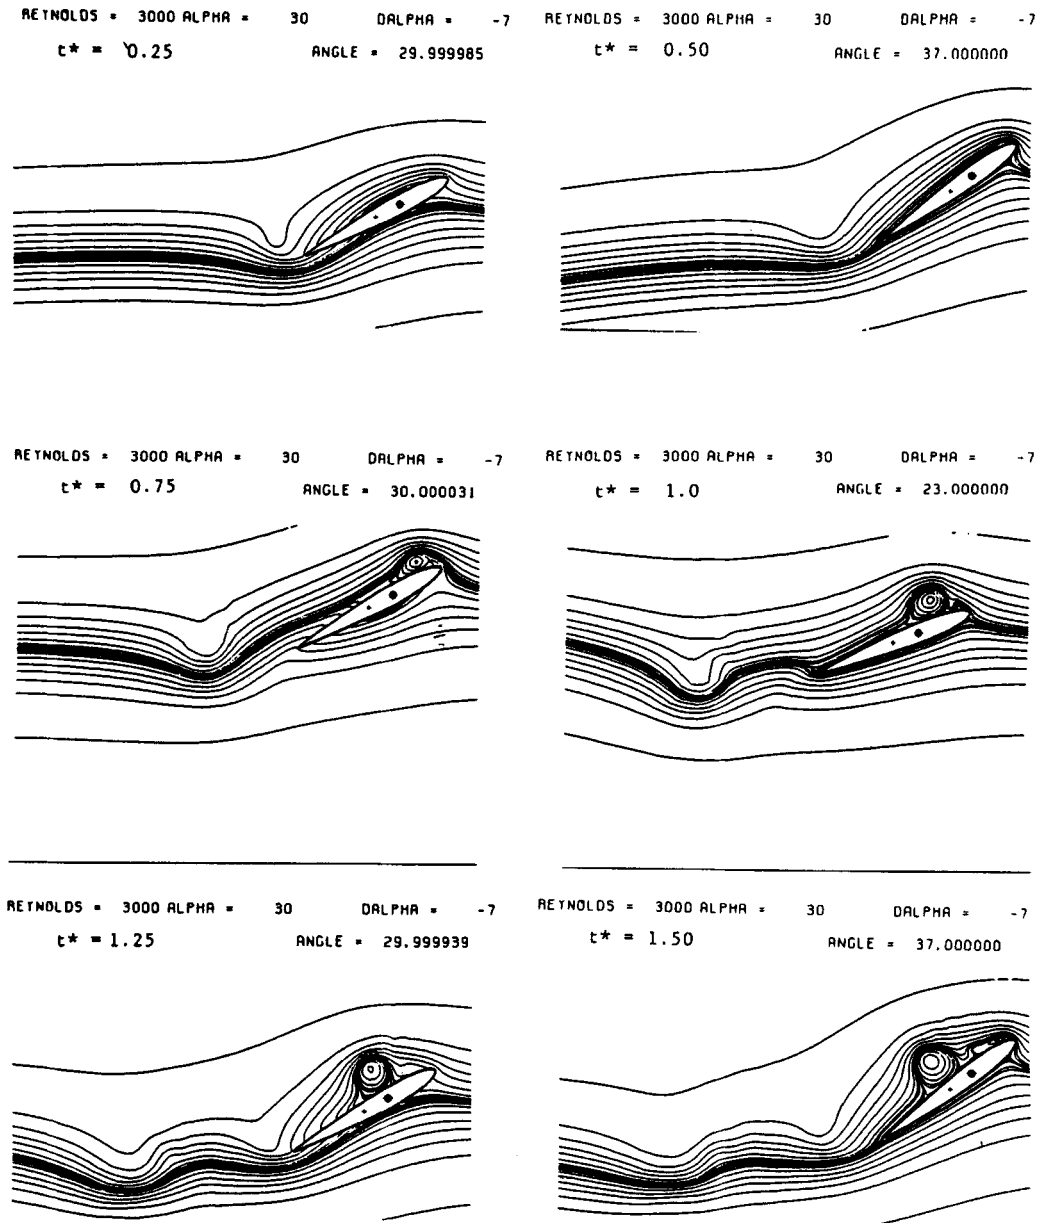 REYNOLDS = 3000 ALPHA = 30 DALPHA = -7
t* = 0.25 ANGLE = 29.999985
REYNOLDS = 3000 ALPHA = 30 DALPHA = -7
t* = 0.50 ANGLE = 37.000000
REYNOLDS = 3000 ALPHA = 30 DALPHA = -7
t* = 0.75 ANGLE = 30.000031
REYNOLDS = 3000 ALPHA = 30 DALPHA = -7
t* = 1.0 ANGLE = 23.000000
REYNOLDS = 3000 ALPHA = 30 DALPHA = -7
t* = 1.25 ANGLE = 29.999939
REYNOLDS = 3000 ALPHA = 30 DALPHA = -7
t* = 1.50 ANGLE = 37.000000